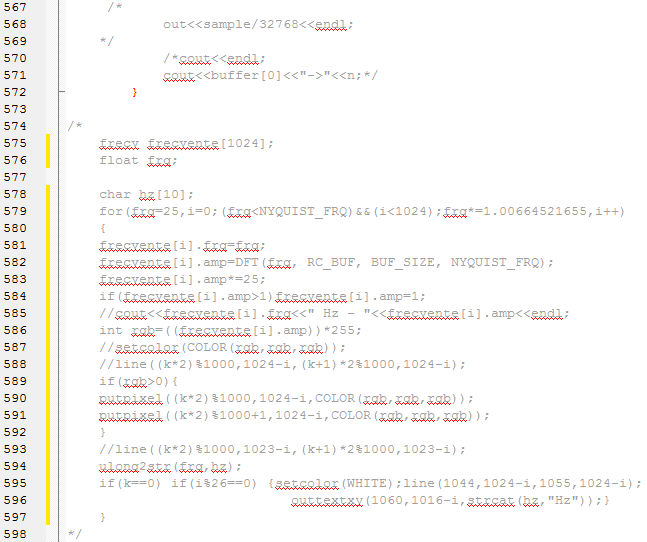 567 /*
568 out<<sample/32768<<endl;
569 */
570 /*cout<<endl;
571 cout<<buffer[0]<<"->"<<n;*/
572 }
573
574 /*
575 frecv frecvente[1024];
576 float frq;
577
578 char hz[10];
579 for(frq=25,i=0;(frq<NYQUIST_FRQ)&&(i<1024);frq*=1.00664521655,i++)
580 {
581 frecvente[i].frq=frq;
582 frecvente[i].amp=DFT(frq, RC_BUF, BUF_SIZE, NYQUIST_FRQ);
583 frecvente[i].amp*=25;
584 if(frecvente[i].amp>1)frecvente[i].amp=1;
585 //cout<<frecvente[i].frq<<" Hz - "<<frecvente[i].amp<<endl;
586 int rgb=((frecvente[i].amp))*255;
587 //setcolor(COLOR(rgb,rgb,rgb));
588 //line((k*2)%1000,1024-i,(k+1)*2%1000,1024-i);
589 if(rgb>0){
590 putpixel((k*2)%1000,1024-i,COLOR(rgb,rgb,rgb));
591 putpixel((k*2)%1000+1,1024-i,COLOR(rgb,rgb,rgb));
592 }
593 //line((k*2)%1000,1023-i,(k+1)*2%1000,1023-i);
594 ulong2str(frq,hz);
595 if(k==0) if(i%26==0) {setcolor(WHITE);line(1044,1024-i,1055,1024-i);
596 outtextxy(1060,1016-i,strcat(hz,"Hz"));}
597 }
598 */